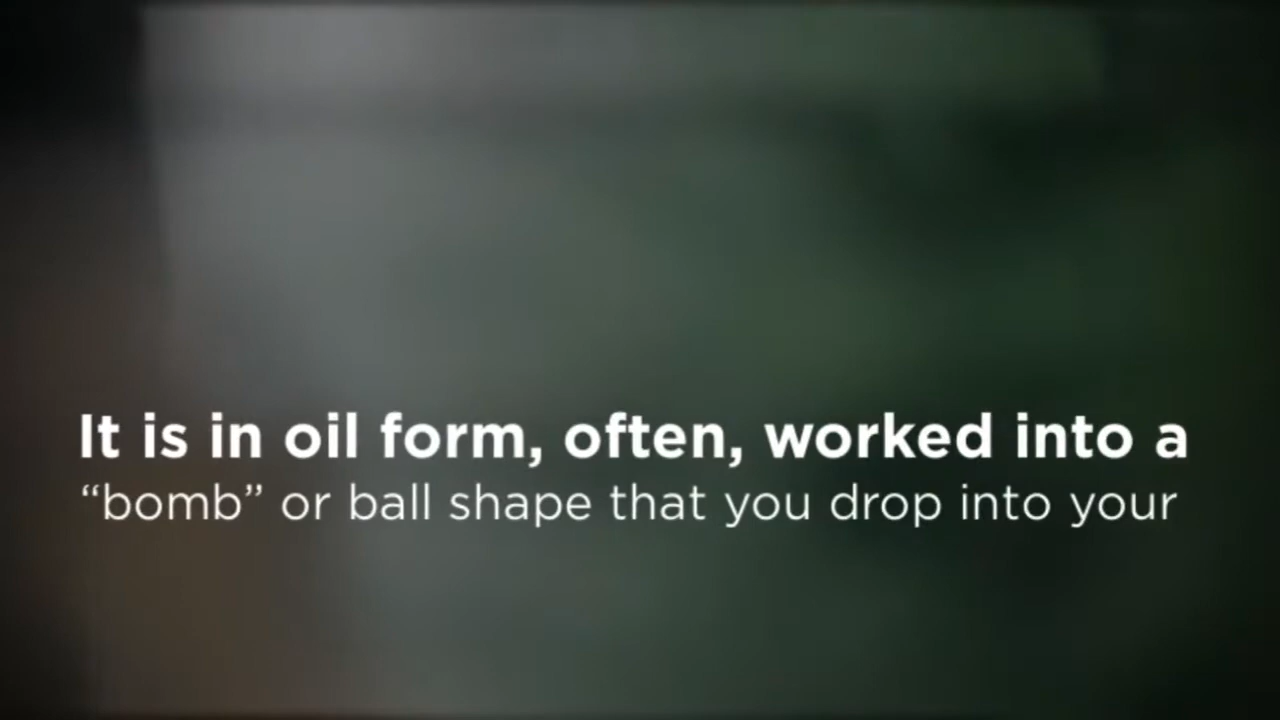 It is in oil form, often, worked into a
“bomb” or ball shape that you drop into your